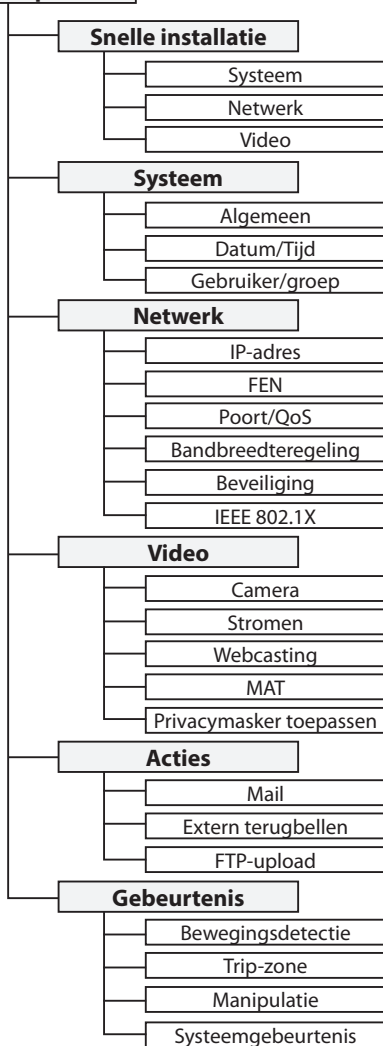 Snelle installatie
Systeem
Netwerk
Video
Systeem
Algemeen
Datum/Tijd
Gebruiker/groep
Netwerk
IP-adres
FEN
Poort/QoS
Bandbreedteregeling
Beveiliging
IEEE 802.1X
Video
Camera
Stromen
Webcasting
MAT
Privacymasker toepassen
Acties
Mail
Extern terugbellen
FTP-upload
Gebeurtenis
Bewegingsdetectie
Trip-zone
Manipulatie
Systeemgebeurtenis